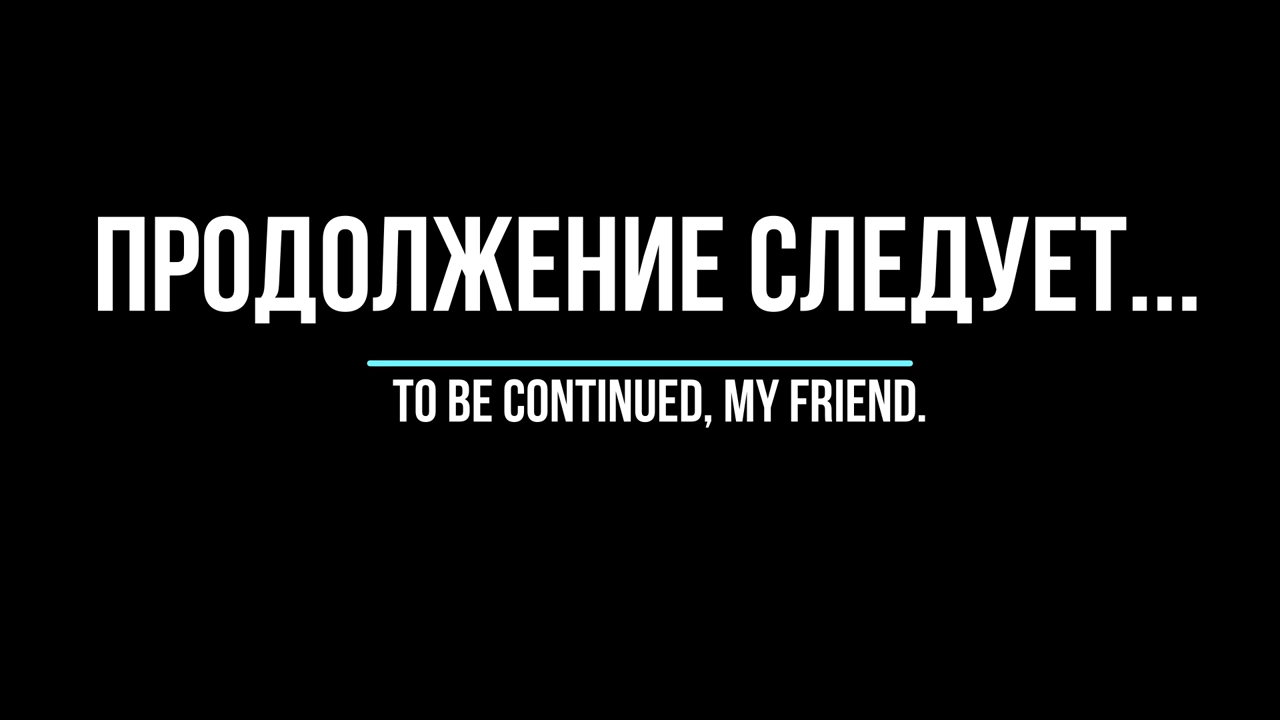 ПРОДОЛЖЕНИЕ СЛЕДУЕТ...
TO BE CONTINUED, MY FRIEND.